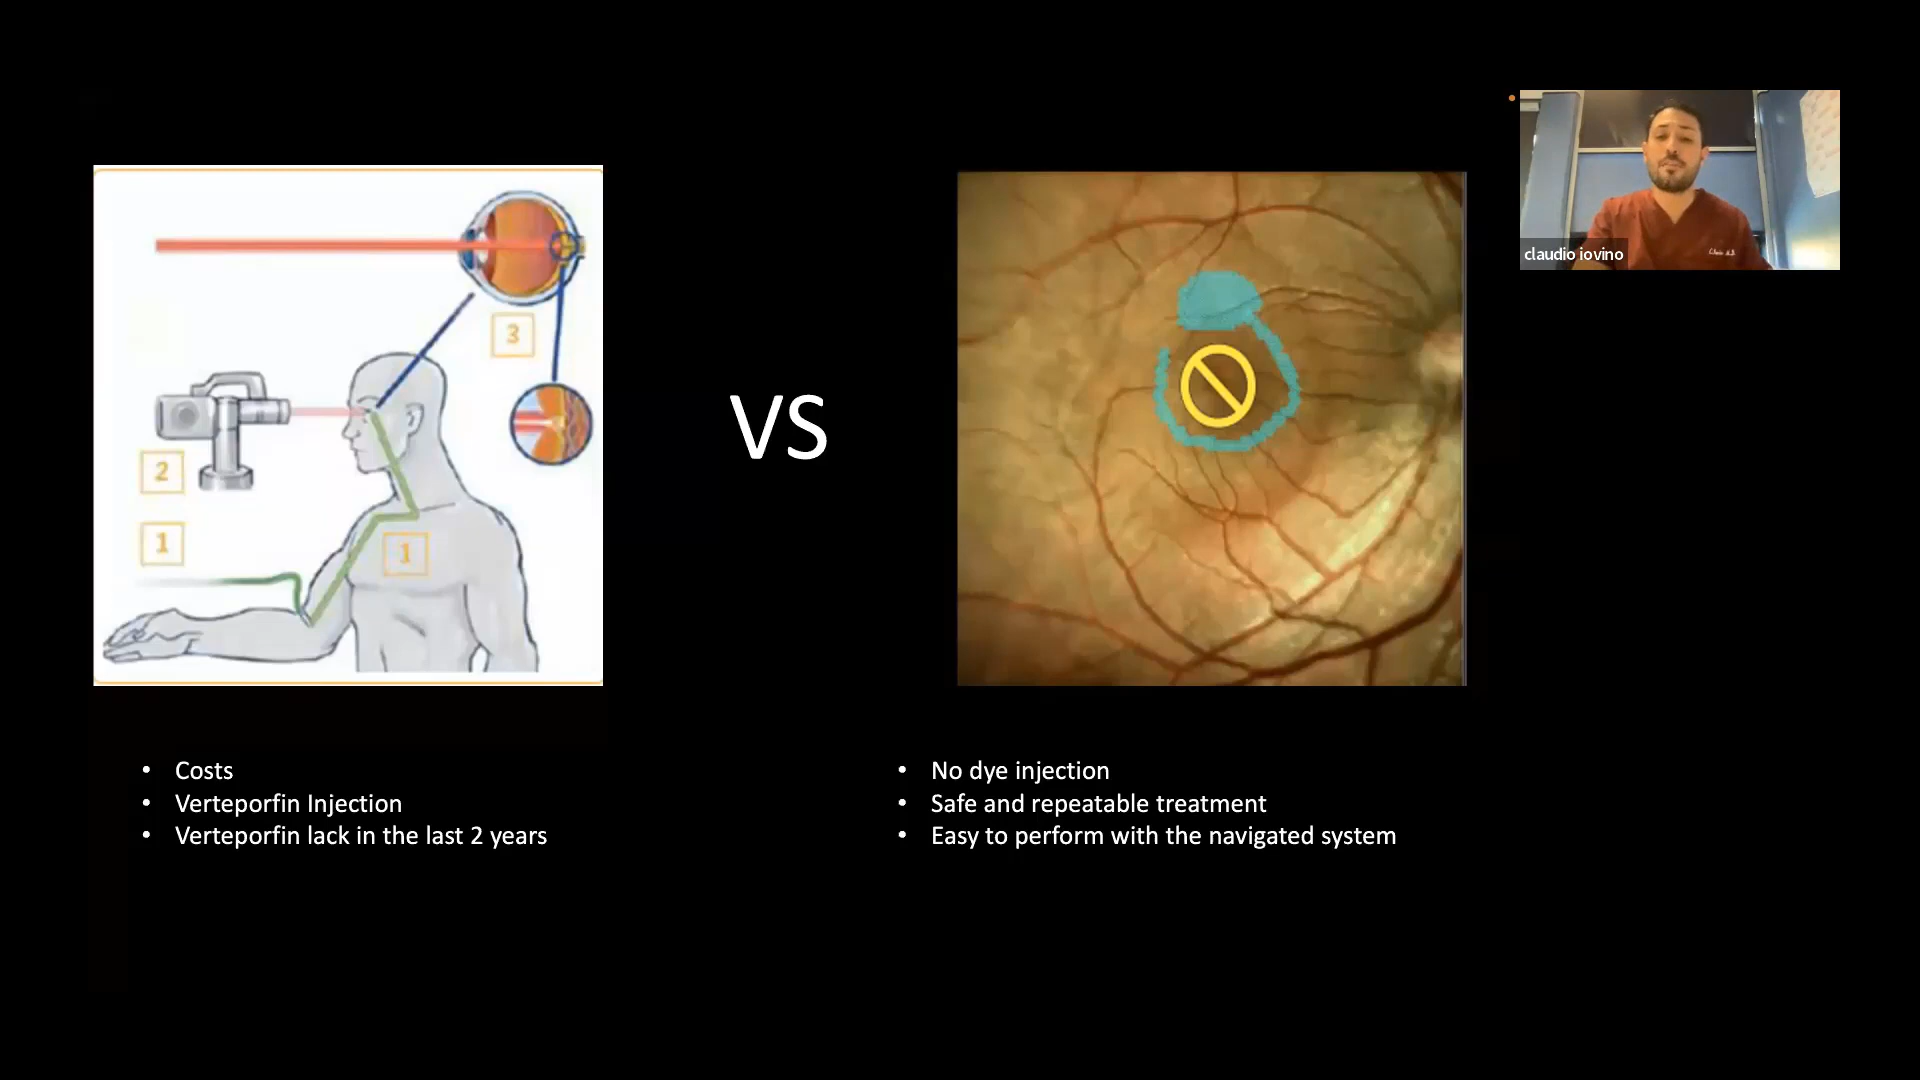 3
2
1
1
VS
claudio iovino
• Costs
• Verteporfin Injection
• Verteporfin lack in the last 2 years
• No dye injection
• Safe and repeatable treatment
• Easy to perform with the navigated system